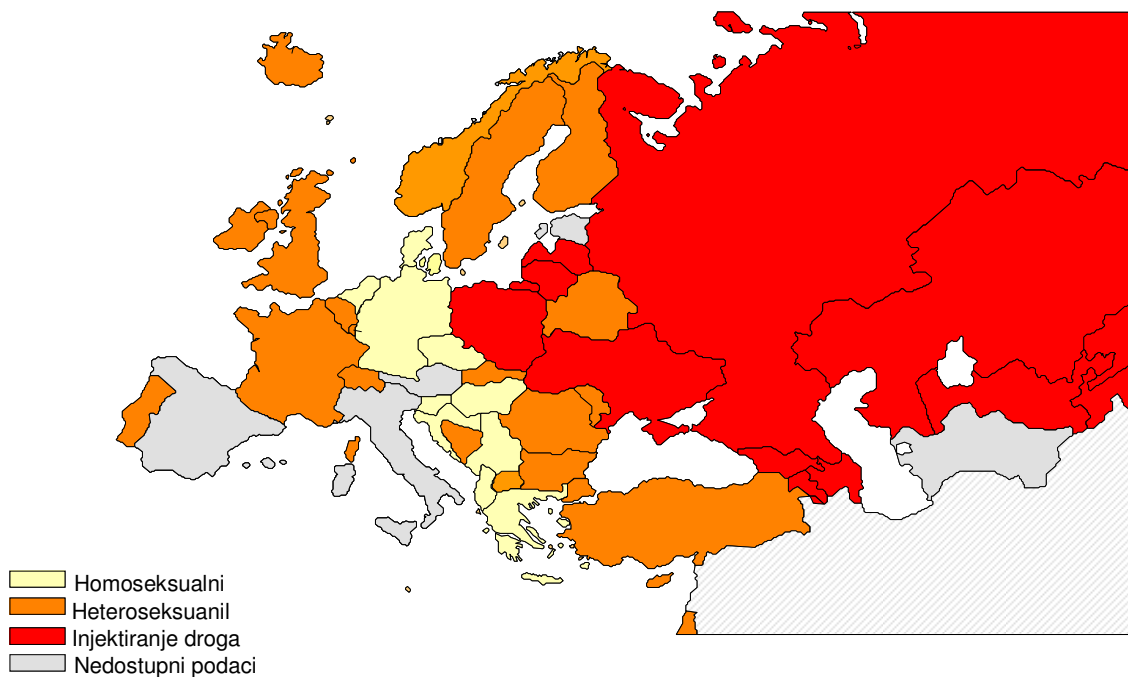 Homoseksualni
Heteroseksuanil
Injektiranje droga
Nedostupni podaci